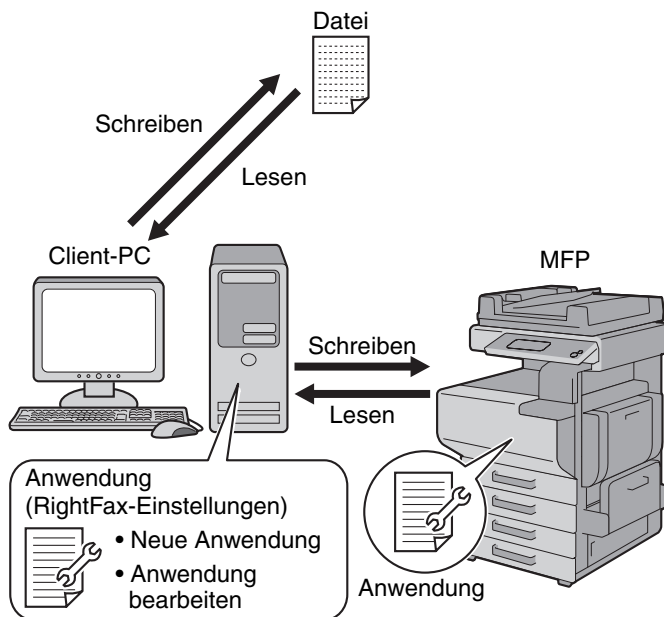 Datei
Schreiben
Lesen
Client-PC
MFP
Schreiben
Lesen
Anwendung
(RightFax-Einstellungen)
• Neue Anwendung
• Anwendung
bearbeiten
Anwendung